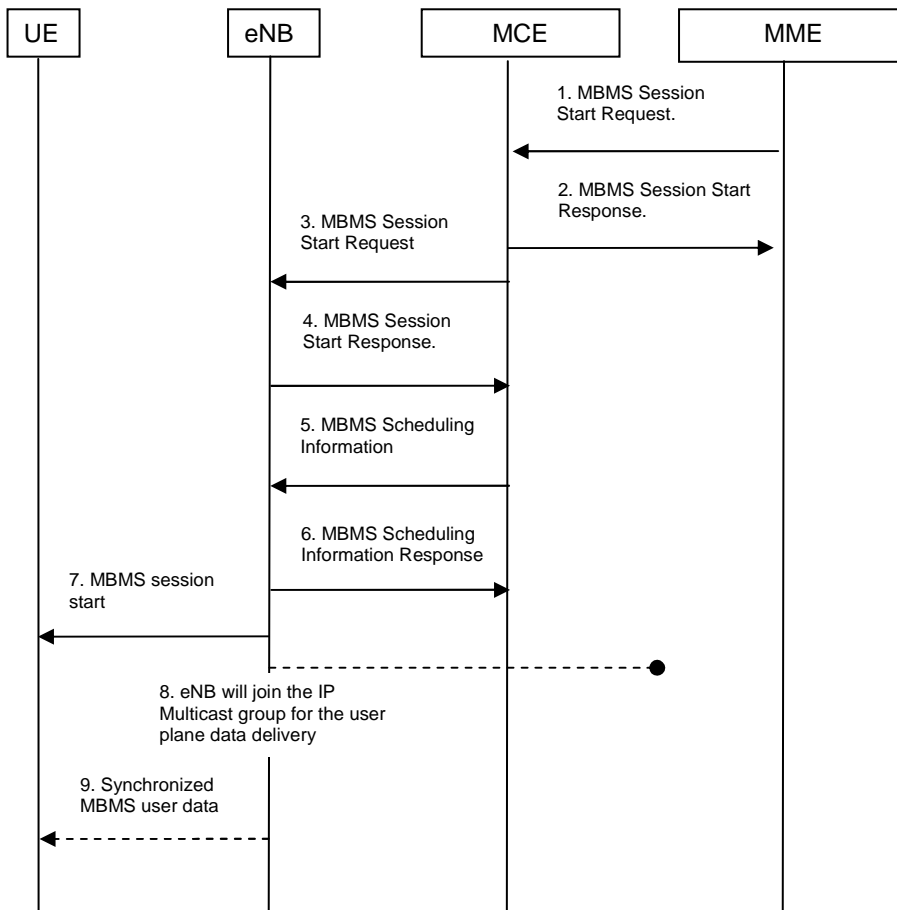 UE
eNB
MCE
MME
1. MBMS Session
Start Request.
2. MBMS Session Start
Response.
3. MBMS Session
Start Request
4. MBMS Session
Start Response.
5. MBMS Scheduling
Information
6. MBMS Scheduling
Information Response
7. MBMS session
start
8. eNB will join the IP
Multicast group for the user
plane data delivery
9. Synchronized
MBMS user data